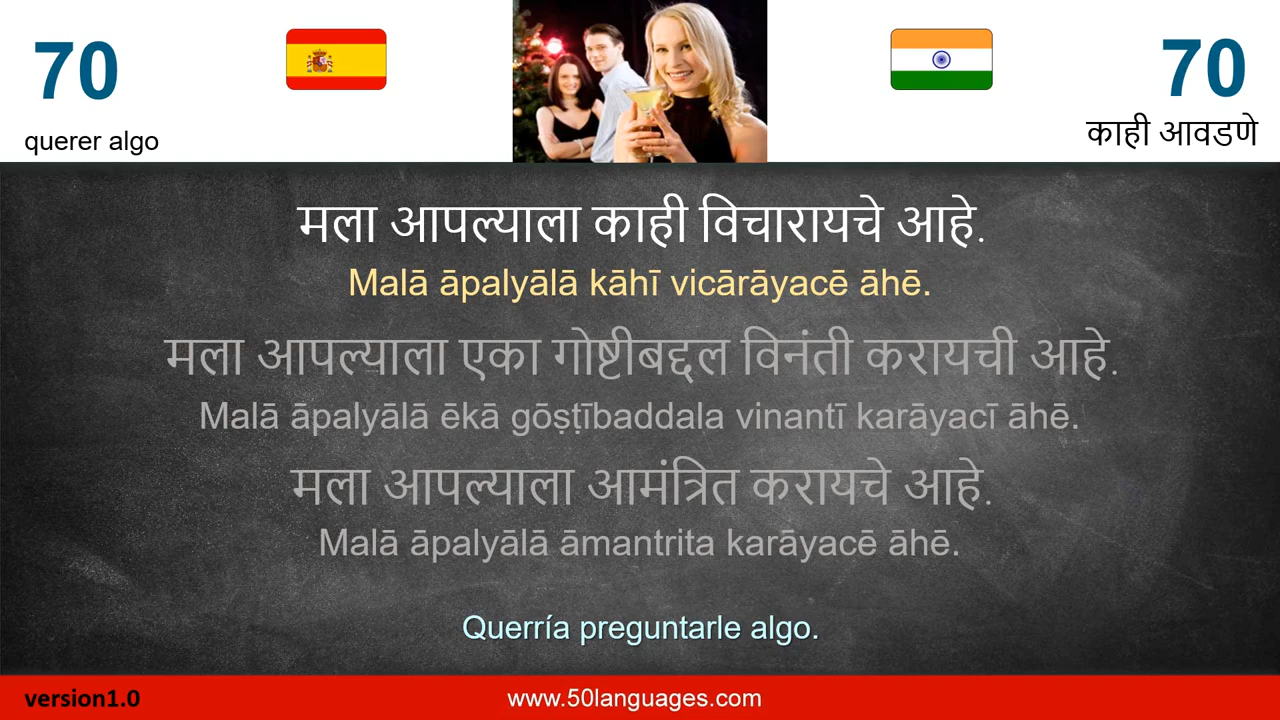 70
querer algo
70
काही आवडणे
मला आपल्याला काही विचारायचे आहे.
Malā āpalyālā kāhī vicārāyacē āhē.
मला आपल्याला एका गोष्टीबद्दल विनंती करायची आहे.
Malā āpalyālā ēkā gōṣṭībaddala vinantī karāyacī āhē.
मला आपल्याला आमंत्रित करायचे आहे.
Malā āpalyālā āmantrita karāyacē āhē.
Querría preguntarle algo.
version1.0
www.50languages.com